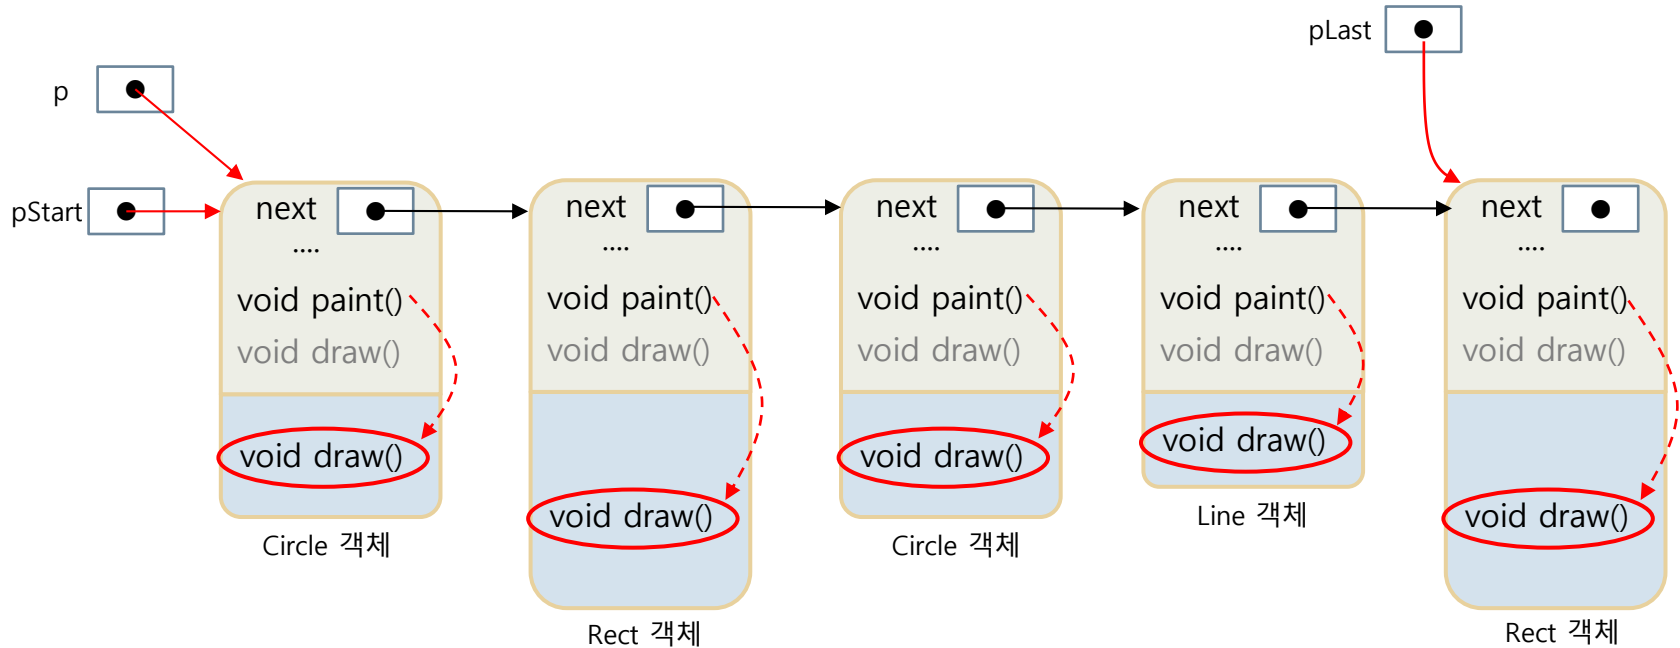 pLast
p
pStart
next
....
void paint()
void draw()
void draw()
Circle 객체
next
....
void paint()
void draw()
void draw()
Rect 객체
next
....
void paint()
void draw()
void draw()
Circle 객체
next
....
void paint()
void draw()
void draw()
Line 객체
next
....
void paint()
void draw()
void draw()
Rect 객체